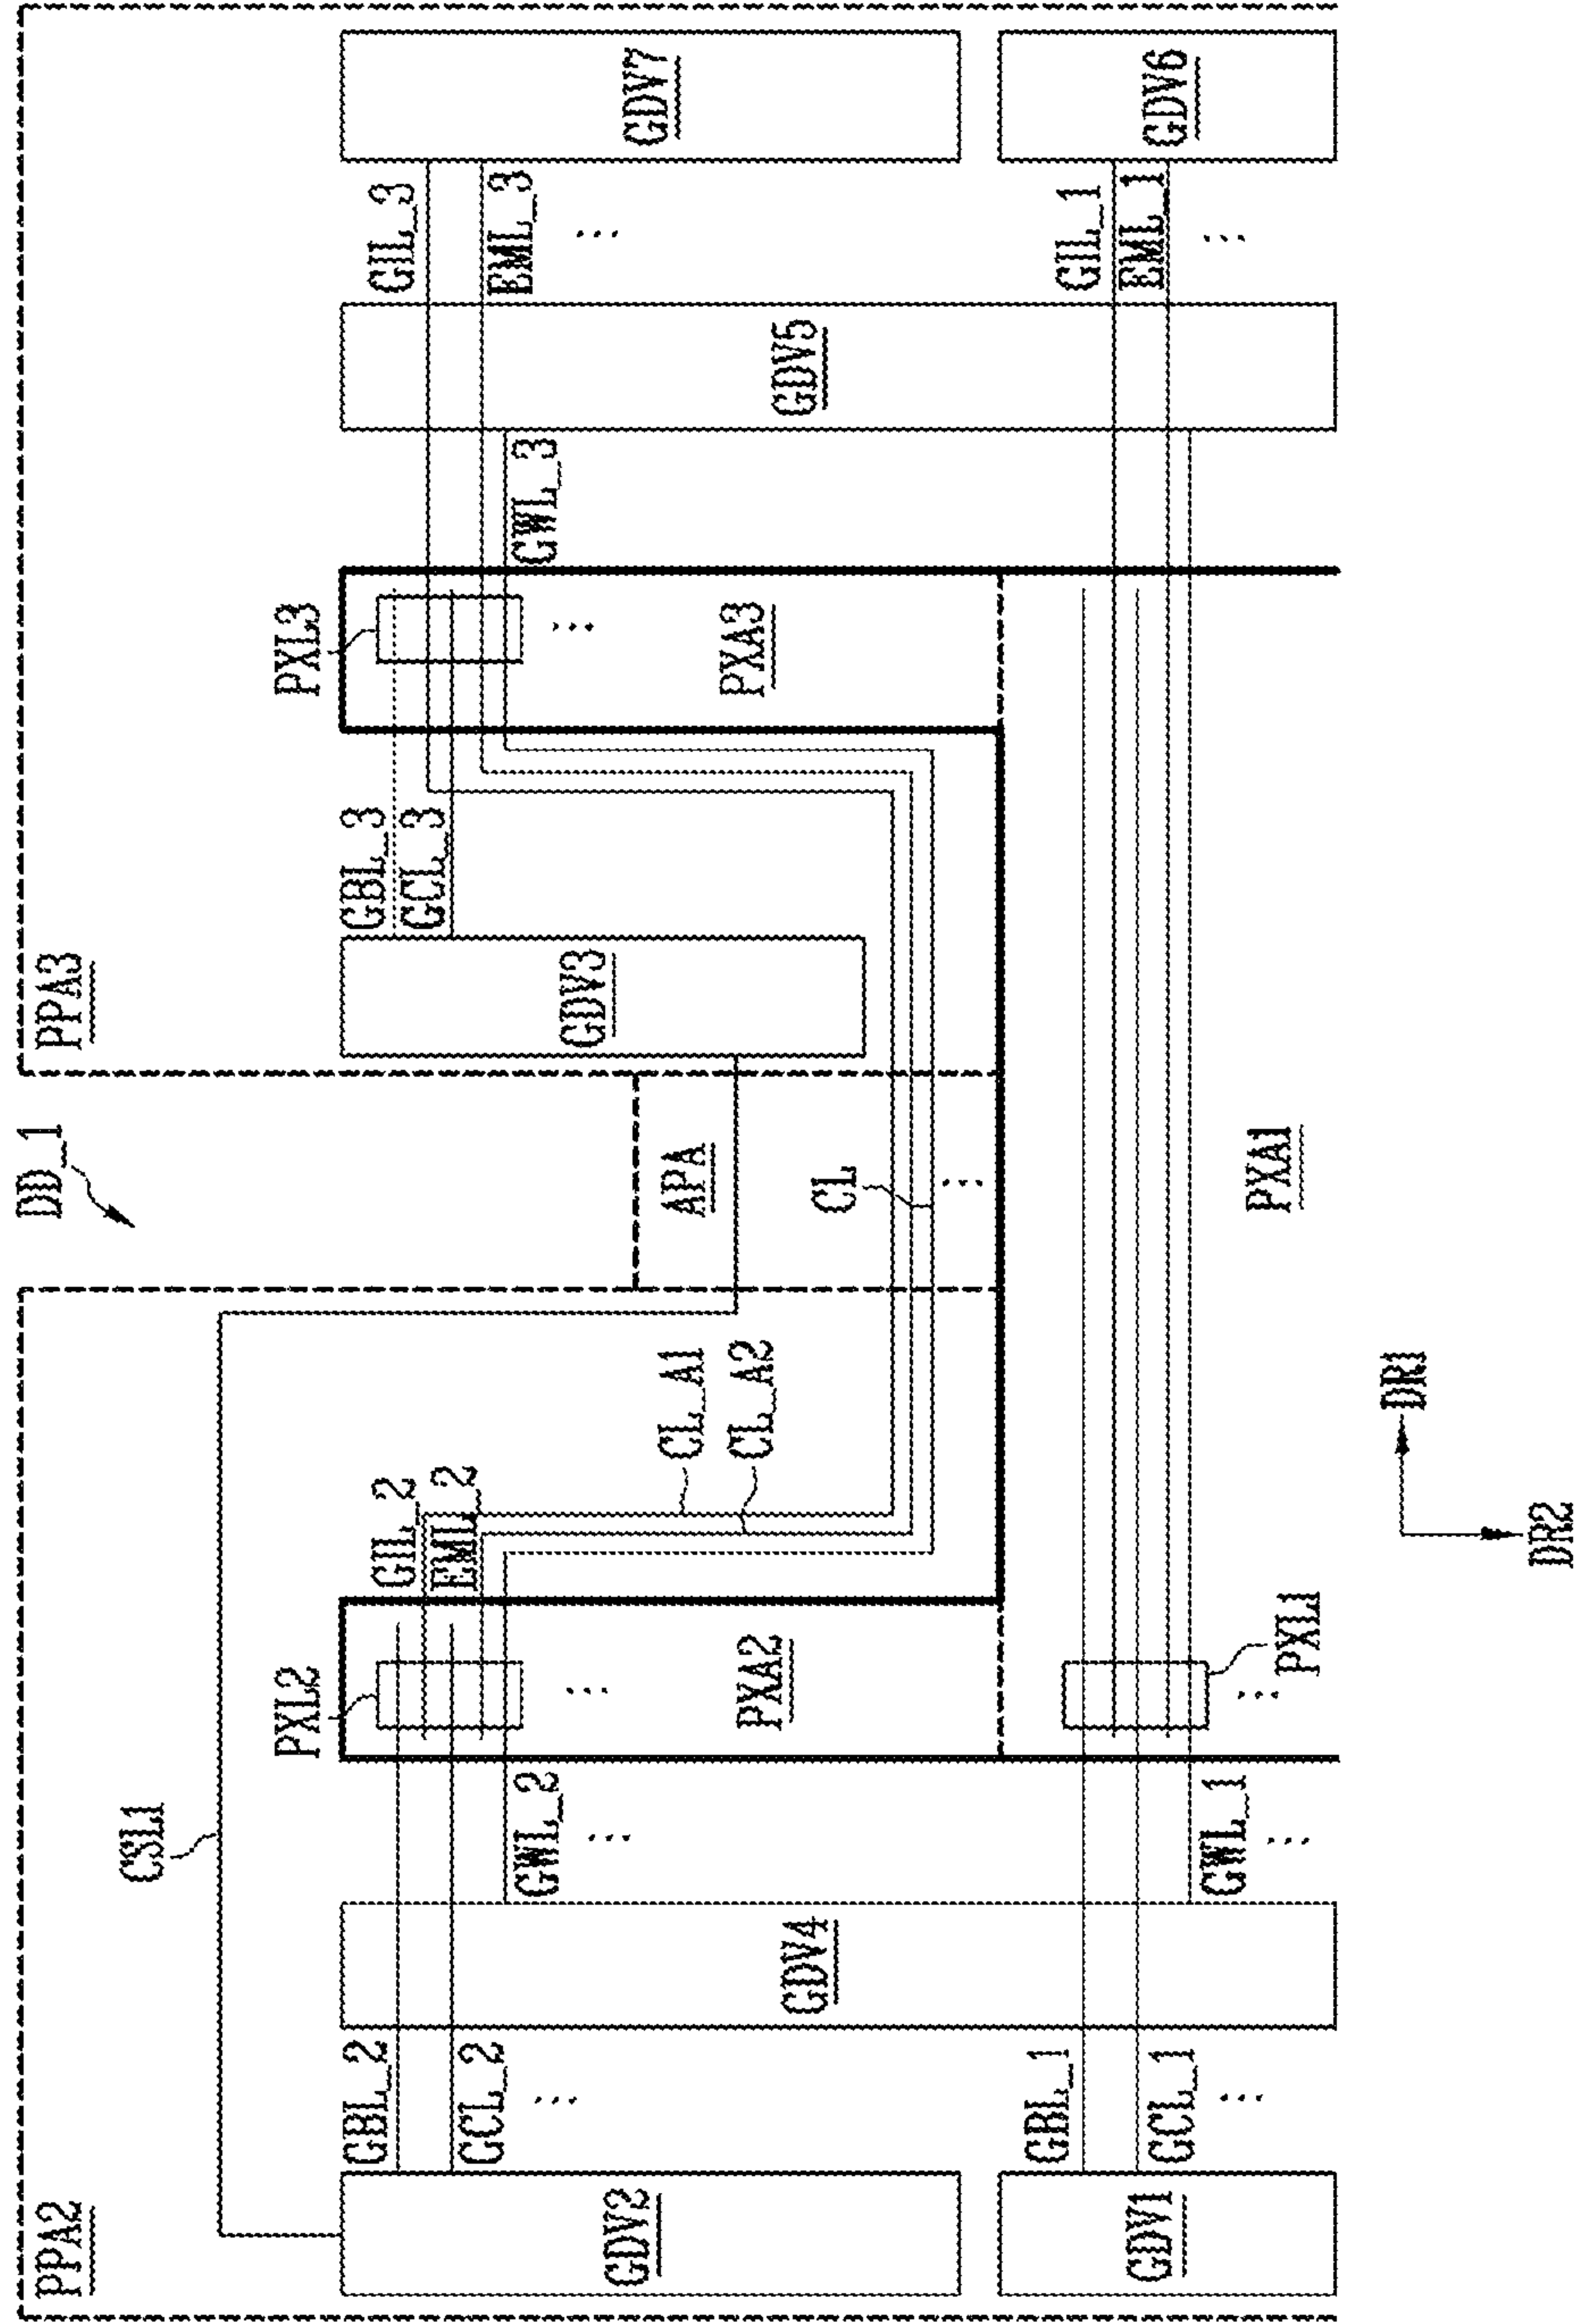 DD_1
PPA2
PPA3
CSL1
PXL2
PXL3
GBL_2
GIL_2
GBL_3
GIL_3
EML_2
GCL_3
GCL_2
GWL_2
GWL_3
EML_3
GDV2
GDV4
PXA2
CL_A1
CL_A2
APA
CL
GDV3
PXA3
GDV5
GDV7
GBL_1
GIL_1
EML_1
GCL_1
GWL_1
GDV1
PXL1
PXA1
GDV6
DR1
DR2